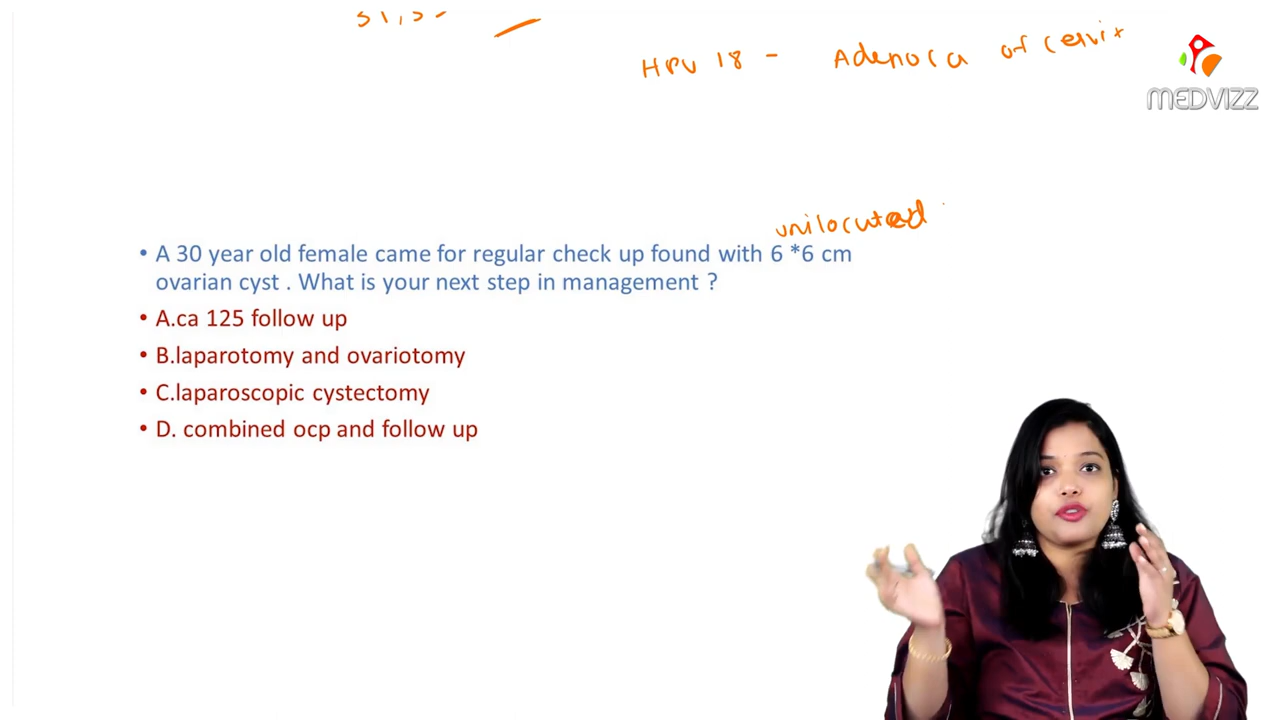 HPV 18 - Adenoca of cervix
MEDVIZZ
unilocated
• A 30 year old female came for regular check up found with 6 *6 cm
ovarian cyst . What is your next step in management ?
• A.ca 125 follow up
• B.laparotomy and ovariotomy
• C.laparoscopic cystectomy
• D. combined ocp and follow up